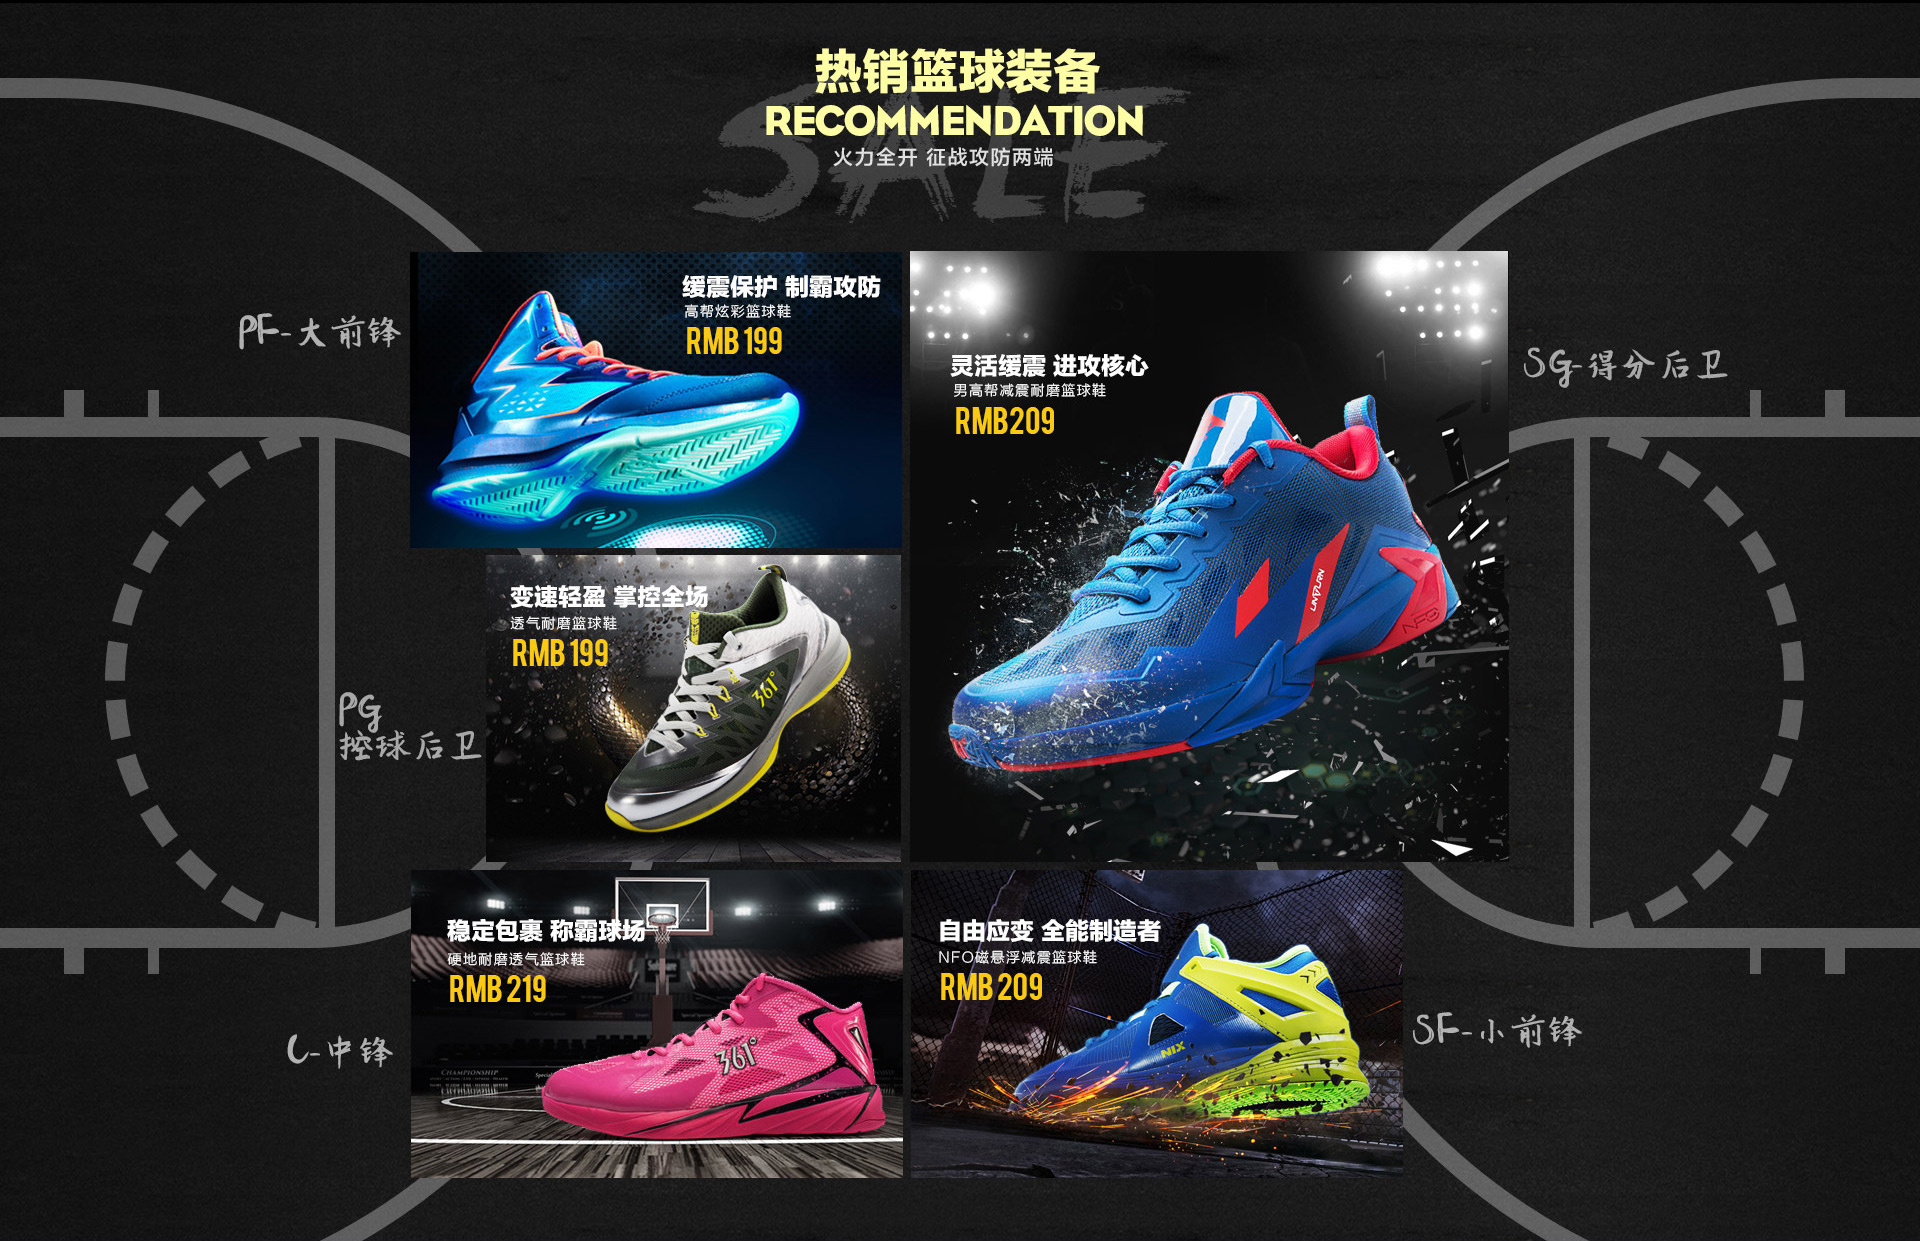 热销篮球装备
SALE
RECOMMENDATION
火力全开 征战攻防两端
PF-大前锋
缓震保护 制霸攻防
高帮炫彩篮球鞋
RMB 199
灵活缓震 进攻核心
男高帮减震耐磨篮球鞋
RMB209
NFO
SG-得分后卫
变速轻盈 掌控全场
透气耐磨篮球鞋
RMB 199
361°
PG
控球后卫
稳定包裹 称霸球场
硬地耐磨透气篮球鞋
RMB 219
361°
CHAMPIONSHIP
C-中锋
自由应变 全能制造者
NFO磁悬浮减震篮球鞋
RMB 209
NIX
SF-小前锋